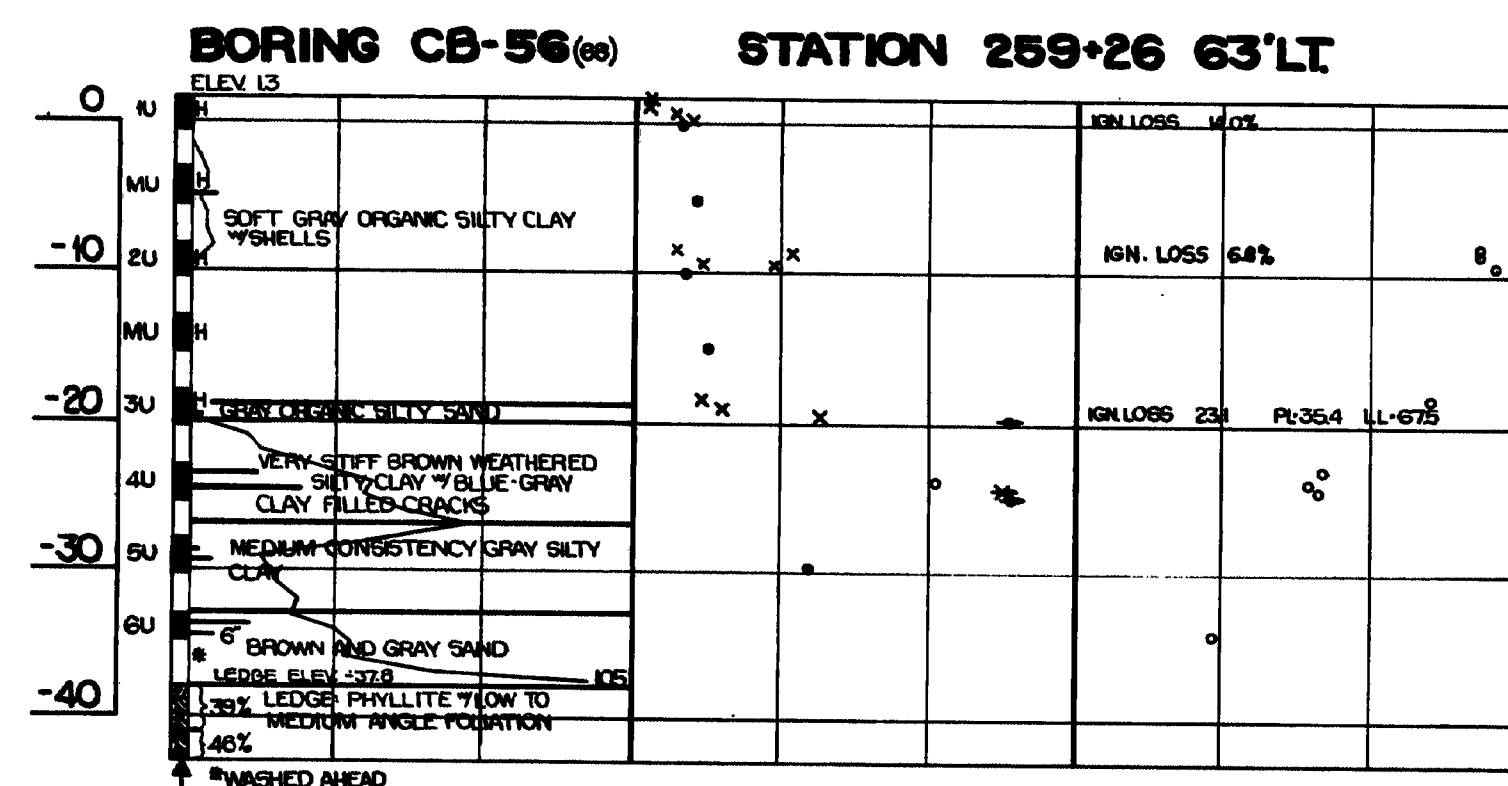 BORING CB-56(66) STATION 259+26 63'LT.
ELEV. 1.3
0 1U H IGN. LOSS 14.0%
MU H
SOFT GRAY ORGANIC SILTY CLAY
W/SHELLS
-10 2U H IGN. LOSS 6.8%
MU H
-20 3U H
GRAY ORGANIC SILTY SAND IGN. LOSS 23.1 PL=35.4 LL=67.5
VERY STIFF BROWN WEATHERED
4U SILTY CLAY W/BLUE-GRAY
CLAY FILLED CRACKS
-30 5U MEDIUM CONSISTENCY GRAY SILTY
CLAY
6U 6"
* BROWN AND GRAY SAND
LEDGE ELEV. -37.8 105
-40 39% LEDGE: PHYLLITE W/LOW TO
MEDIUM ANGLE FOLIATION
46%
*WASHED AHEAD